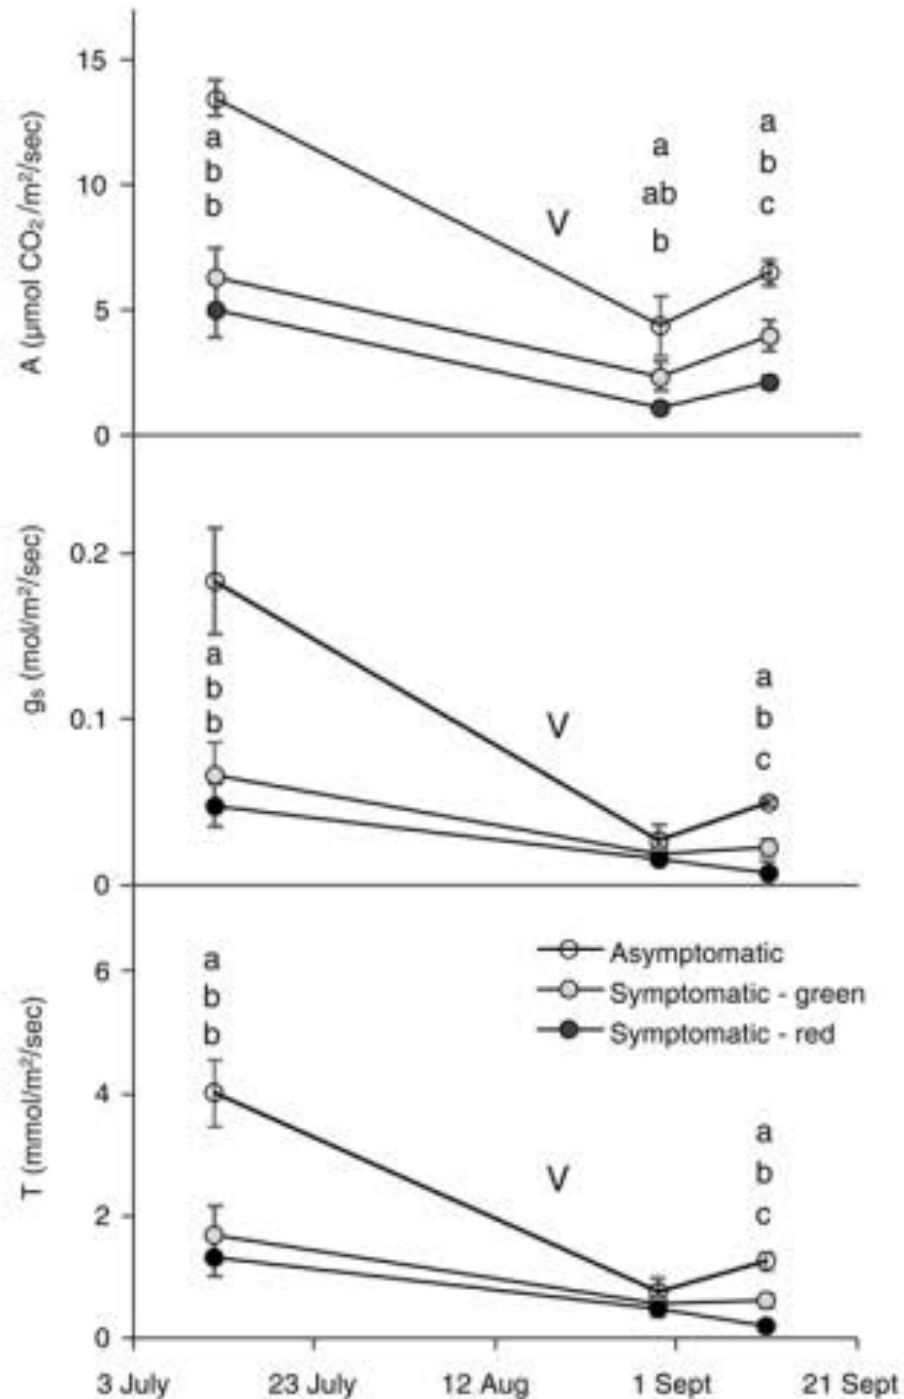 15
10
5
0
A (µmol CO₂/m²/sec)
a
b
b
V
a
ab
b
a
b
c
0.2
0.1
0
gₛ (mol/m²/sec)
a
b
b
V
a
b
c
6
4
2
0
T (mmol/m²/sec)
a
b
b
Asymptomatic
Symptomatic - green
Symptomatic - red
V
a
b
c
3 July 23 July 12 Aug 1 Sept 21 Sept